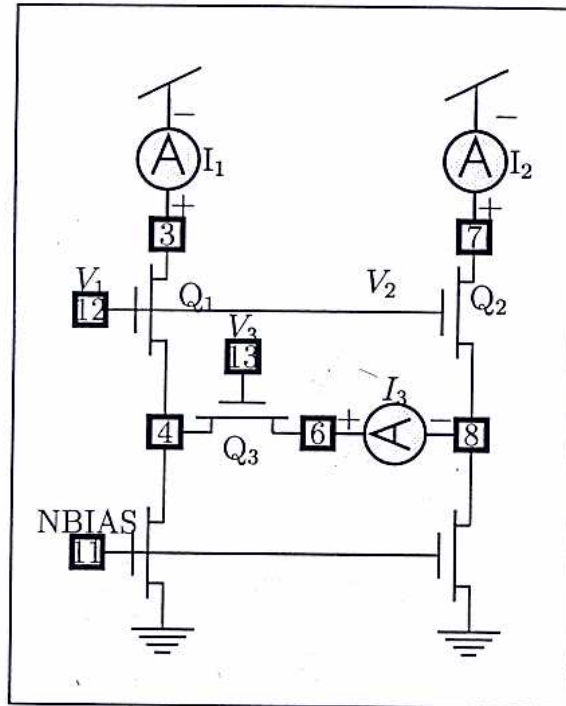 − −
A I₁ A I₂
+ +
3 7
V₁ V₂
12 Q₁ Q₂
V₃
13 I₃
4 6 + A − 8
Q₃
NBIAS
11